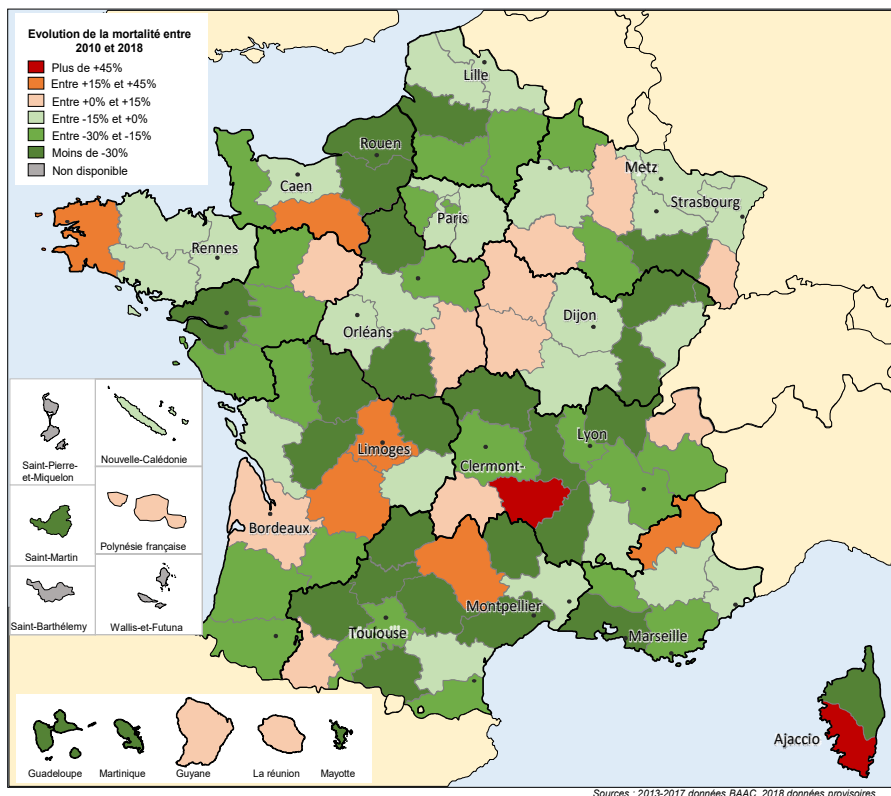 Evolution de la mortalité entre
2010 et 2018
Plus de +45%
Entre +15% et +45%
Entre +0% et +15%
Entre -15% et +0%
Entre -30% et -15%
Moins de -30%
Non disponible
Lille
Rouen
Caen
Metz
Strasbourg
Paris
Rennes
Orléans
Dijon
Limoges
Clermont-
Lyon
Bordeaux
Montpellier
Toulouse
Marseille
Ajaccio
Saint-Pierre-
et-Miquelon
Nouvelle-Calédonie
Saint-Martin
Polynésie française
Saint-Barthélemy
Wallis-et-Futuna
Guadeloupe
Martinique
Guyane
La réunion
Mayotte
Sources : 2013-2017 données BAAC, 2018 données provisoires